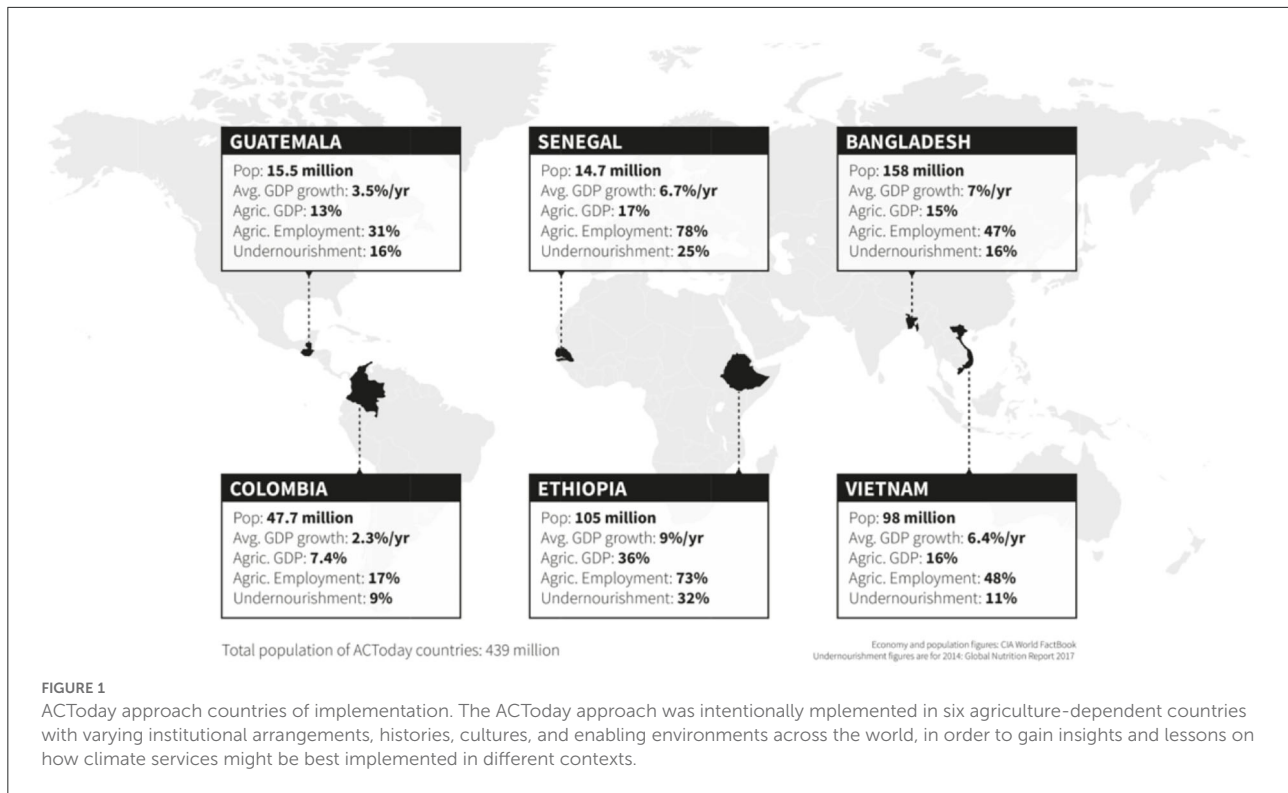 GUATEMALA
Pop: 15.5 million
Avg. GDP growth: 3.5%/yr
Agric. GDP: 13%
Agric. Employment: 31%
Undernourishment: 16%
SENEGAL
Pop: 14.7 million
Avg. GDP growth: 6.7%/yr
Agric. GDP: 17%
Agric. Employment: 78%
Undernourishment: 25%
BANGLADESH
Pop: 158 million
Avg. GDP growth: 7%/yr
Agric. GDP: 15%
Agric. Employment: 47%
Undernourishment: 16%
COLOMBIA
Pop: 47.7 million
Avg. GDP growth: 2.3%/yr
Agric. GDP: 7.4%
Agric. Employment: 17%
Undernourishment: 9%
ETHIOPIA
Pop: 105 million
Avg. GDP growth: 9%/yr
Agric. GDP: 36%
Agric. Employment: 73%
Undernourishment: 32%
VIETNAM
Pop: 98 million
Avg. GDP growth: 6.4%/yr
Agric. GDP: 16%
Agric. Employment: 48%
Undernourishment: 11%
Total population of ACToday countries: 439 million
Economy and population figures: CIA World FactBook
Undernourishment figures are for 2014: Global Nutrition Report 2017
FIGURE 1
ACToday approach countries of implementation. The ACToday approach was intentionally mplemented in six agriculture-dependent countries
with varying institutional arrangements, histories, cultures, and enabling environments across the world, in order to gain insights and lessons on
how climate services might be best implemented in different contexts.